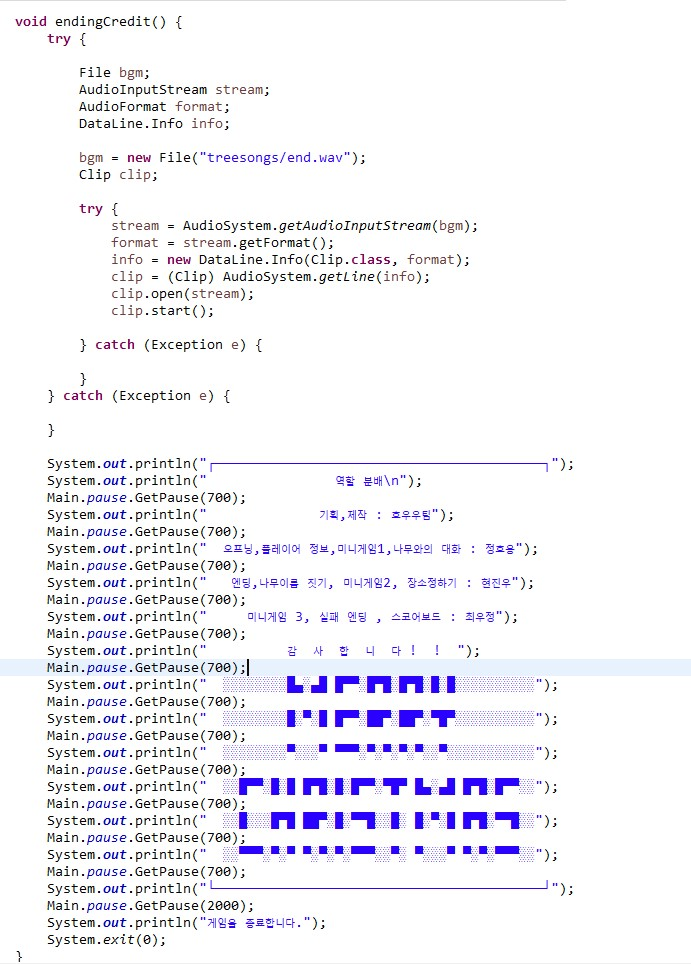 void endingCredit() {
try {
File bgm;
AudioInputStream stream;
AudioFormat format;
DataLine.Info info;
bgm = new File("treesongs/end.wav");
Clip clip;
try {
stream = AudioSystem.getAudioInputStream(bgm);
format = stream.getFormat();
info = new DataLine.Info(Clip.class, format);
clip = (Clip) AudioSystem.getLine(info);
clip.open(stream);
clip.start();
} catch (Exception e) {
}
} catch (Exception e) {
}
System.out.println("┌─────────────────────────────────────────┐");
System.out.println("                역할 분배\n");
Main.pause.GetPause(700);
System.out.println("              기획,제작 : 호우우팀");
Main.pause.GetPause(700);
System.out.println("  오프닝,플레이어 정보,미니게임1,나무와의 대화 : 정호용");
Main.pause.GetPause(700);
System.out.println("   엔딩,나무이름 짓기, 미니게임2, 장소정하기 : 현진우");
Main.pause.GetPause(700);
System.out.println("     미니게임 3, 실패 엔딩 , 스코어보드 : 최우정");
Main.pause.GetPause(700);
System.out.println("          감  사  합  니  다 !  !  ");
Main.pause.GetPause(700);
System.out.println("  ░░░░░░░░█▄░▄█ █▀▀░█▀█░█▀█░█░█░░░░░░░░░░");
Main.pause.GetPause(700);
System.out.println("  ░░░░░░░░█░▀░█ █▀▀░██▀░██▀░▀█▀░░░░░░░░░░");
Main.pause.GetPause(700);
System.out.println("  ░░░░░░░░▀░░░▀ ▀▀▀░▀░▀░▀░▀░░▀░░░░░░░░░░░");
Main.pause.GetPause(700);
System.out.println("  ░░█▀▀░█░█ █▀█░█░█▀▀░▀█▀ █▄░▄█ █▀█░█▀▀░░");
Main.pause.GetPause(700);
System.out.println("  ░░█░░░█▀█ ██▀░█░▀▀█░░█░ █░▀░█ █▀█░▀▀█░░");
Main.pause.GetPause(700);
System.out.println("  ░░▀▀▀░▀░▀ ▀░▀░▀░▀▀▀░░▀░ ▀░░░▀ ▀░▀░▀▀▀░░");
Main.pause.GetPause(700);
System.out.println("└─────────────────────────────────────────┘");
Main.pause.GetPause(2000);
System.out.println("게임을 종료합니다.");
System.exit(0);
}